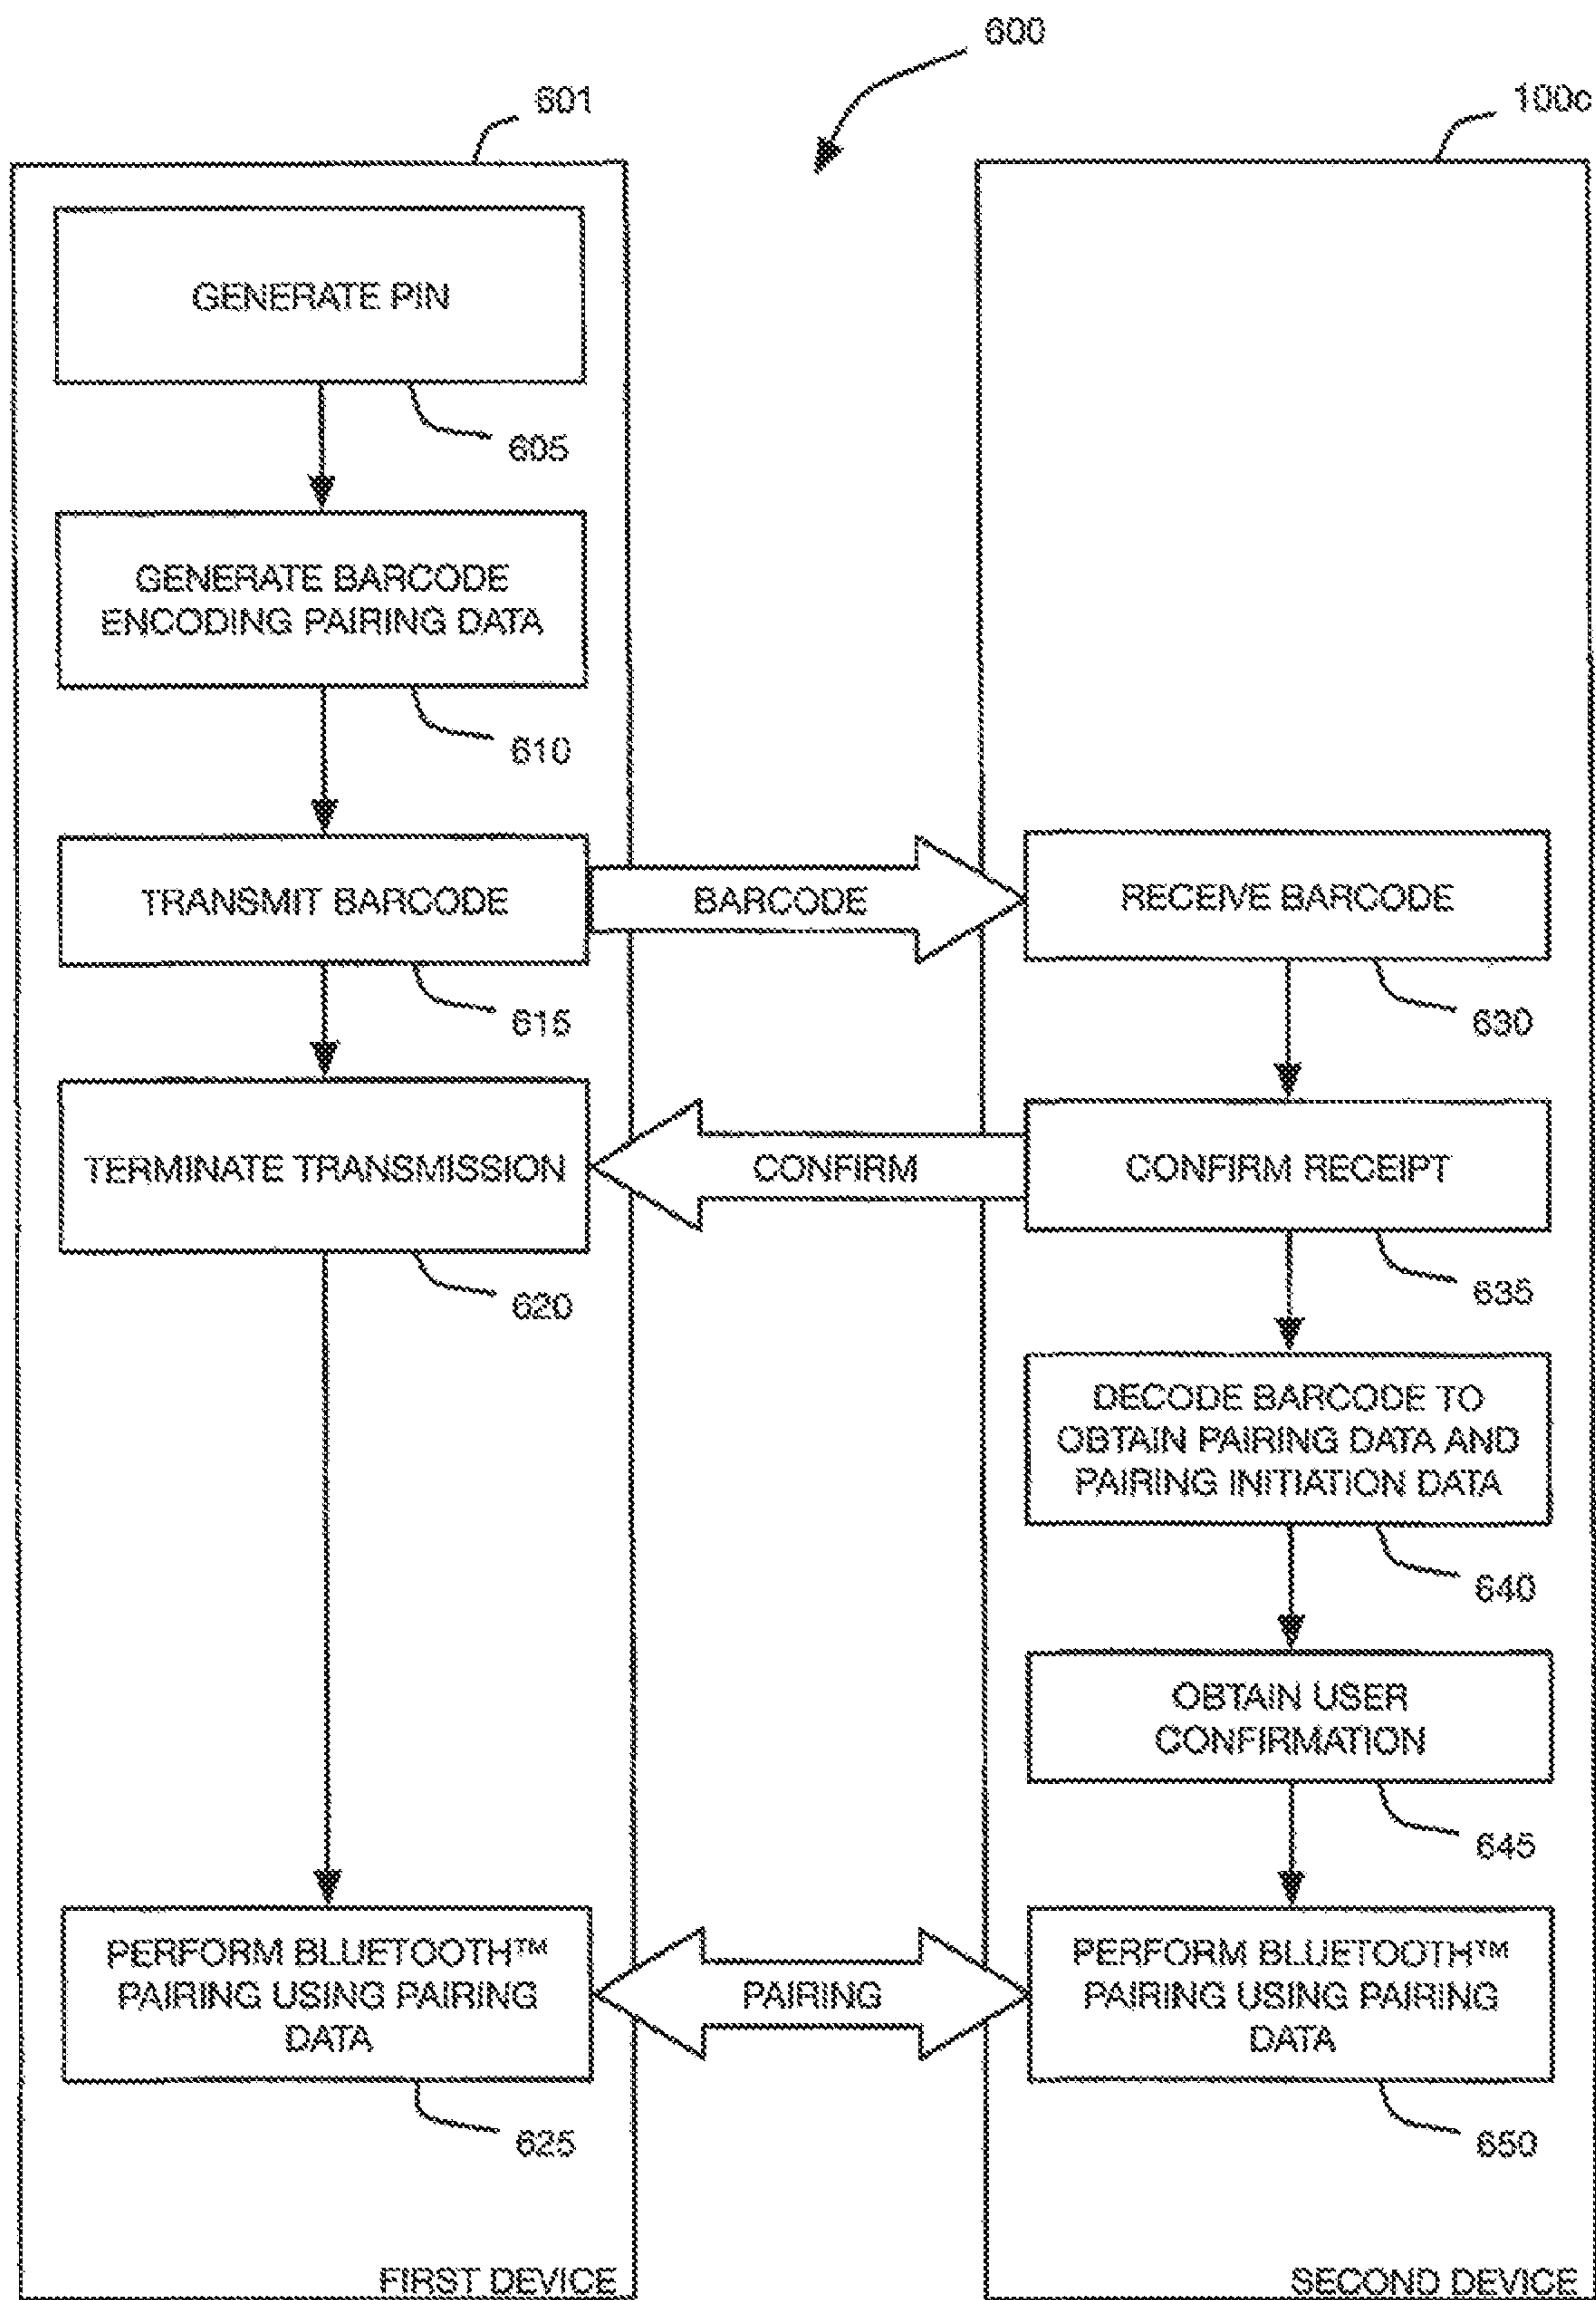 600
601
100c
GENERATE PIN
605
GENERATE BARCODE
ENCODING PAIRING DATA
610
TRANSMIT BARCODE
BARCODE
RECEIVE BARCODE
615
630
TERMINATE TRANSMISSION
CONFIRM
CONFIRM RECEIPT
620
635
DECODE BARCODE TO
OBTAIN PAIRING DATA AND
PAIRING INITIATION DATA
640
OBTAIN USER
CONFIRMATION
645
PERFORM BLUETOOTH™
PAIRING USING PAIRING
DATA
PAIRING
PERFORM BLUETOOTH™
PAIRING USING PAIRING
DATA
625
650
FIRST DEVICE
SECOND DEVICE